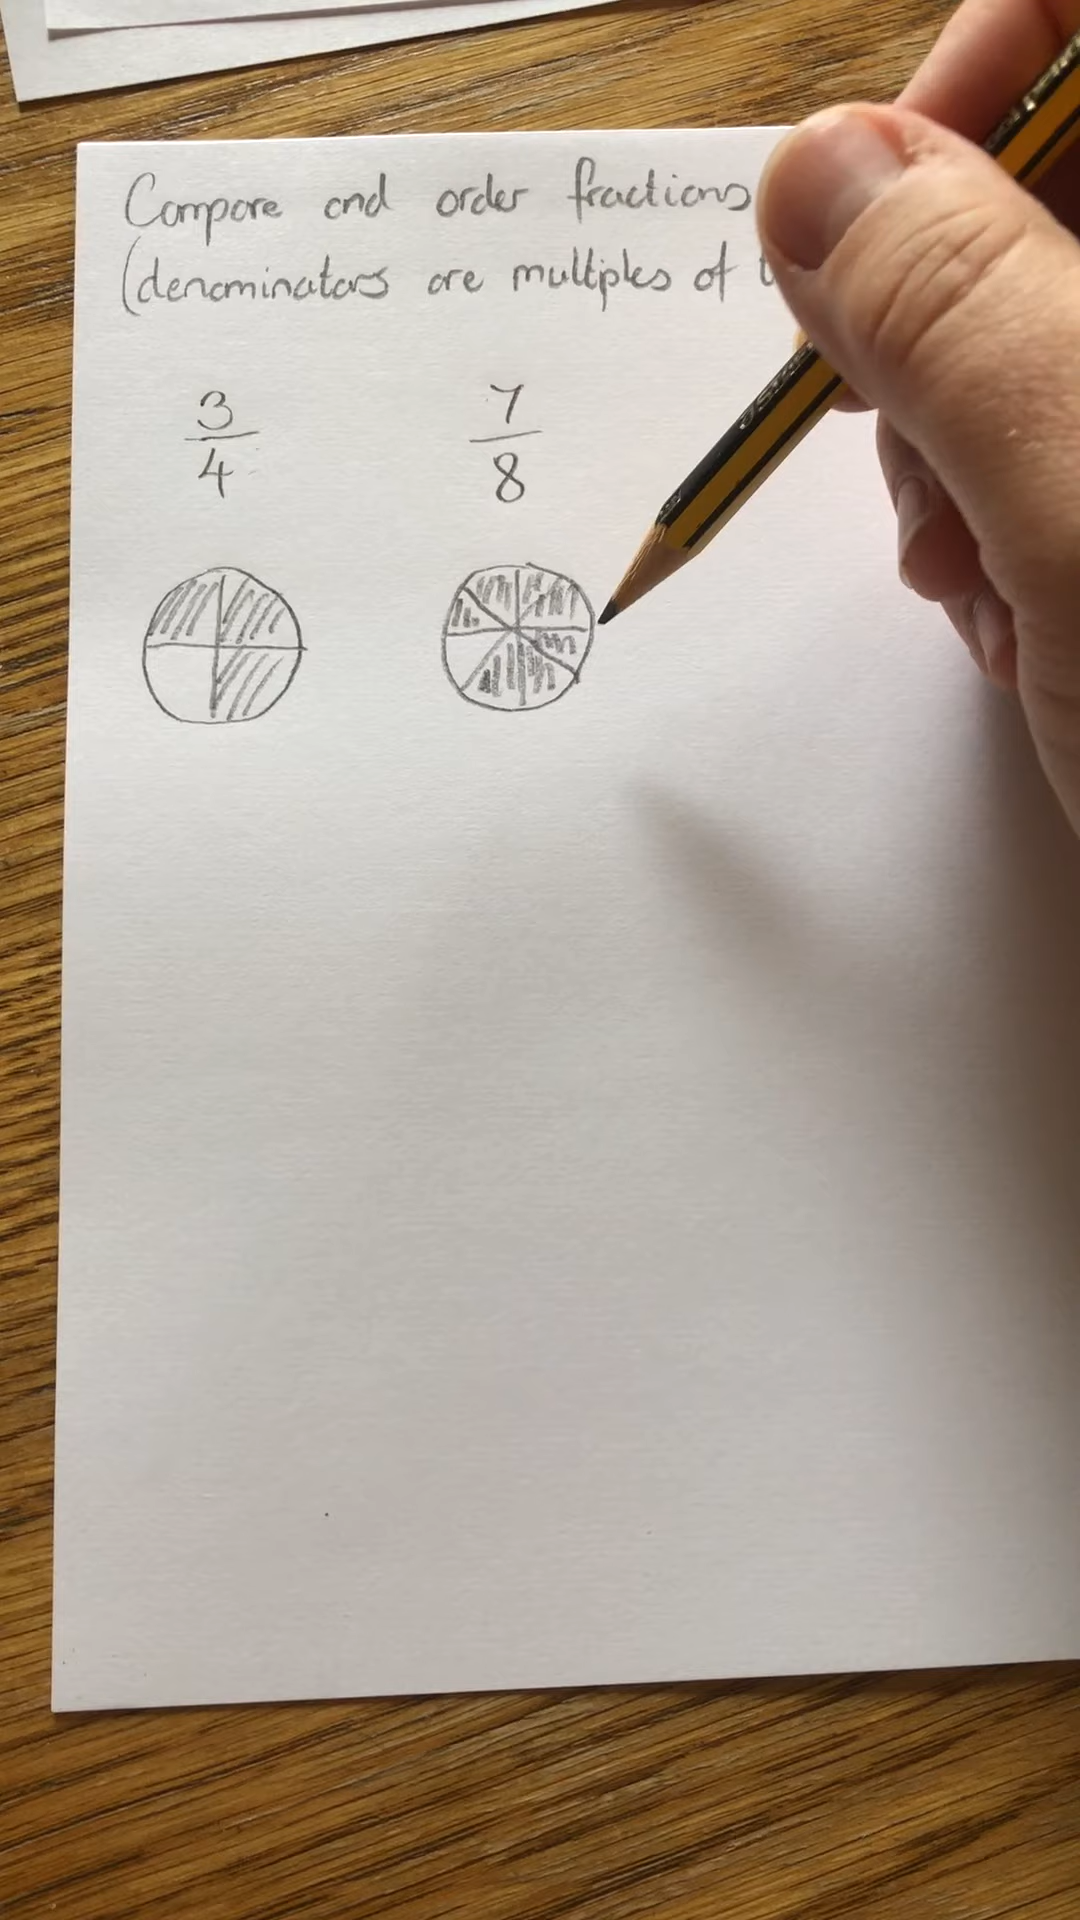 Compare and order fractions
(denominators are multiples of
3/4 7/8